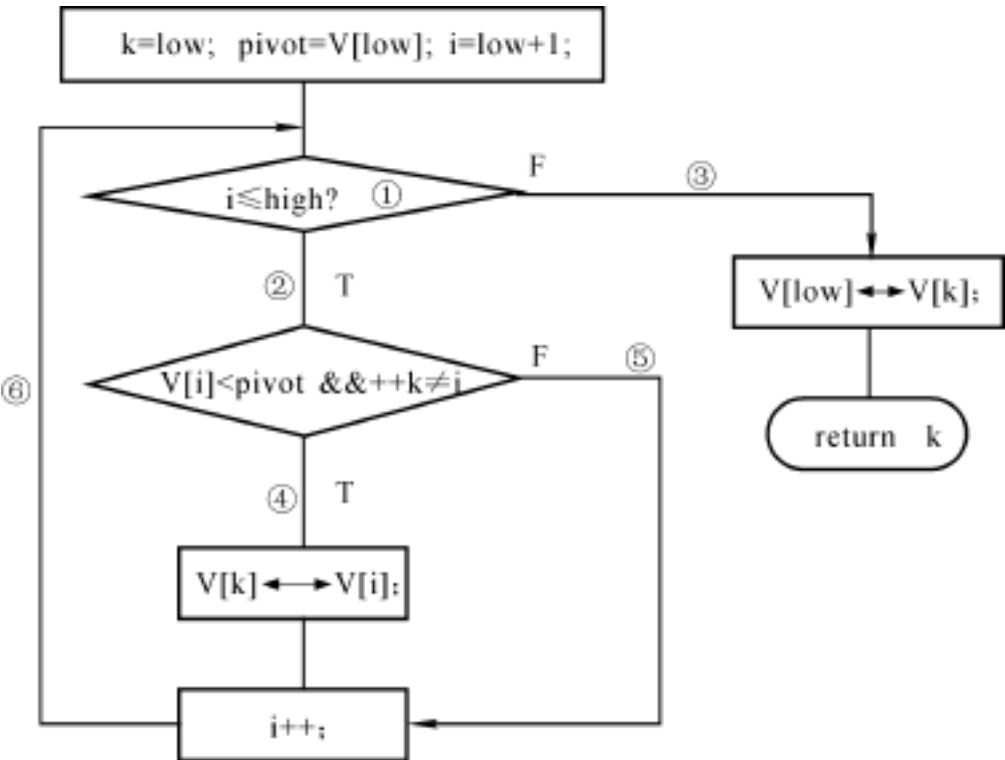 k=low; pivot=V[low]; i=low+1;
F
③
i≤high? ①
② T
V[low]↔V[k];
F
⑤
V[i]<pivot &&++k≠i
⑥
return k
④ T
V[k]↔V[i];
i++;